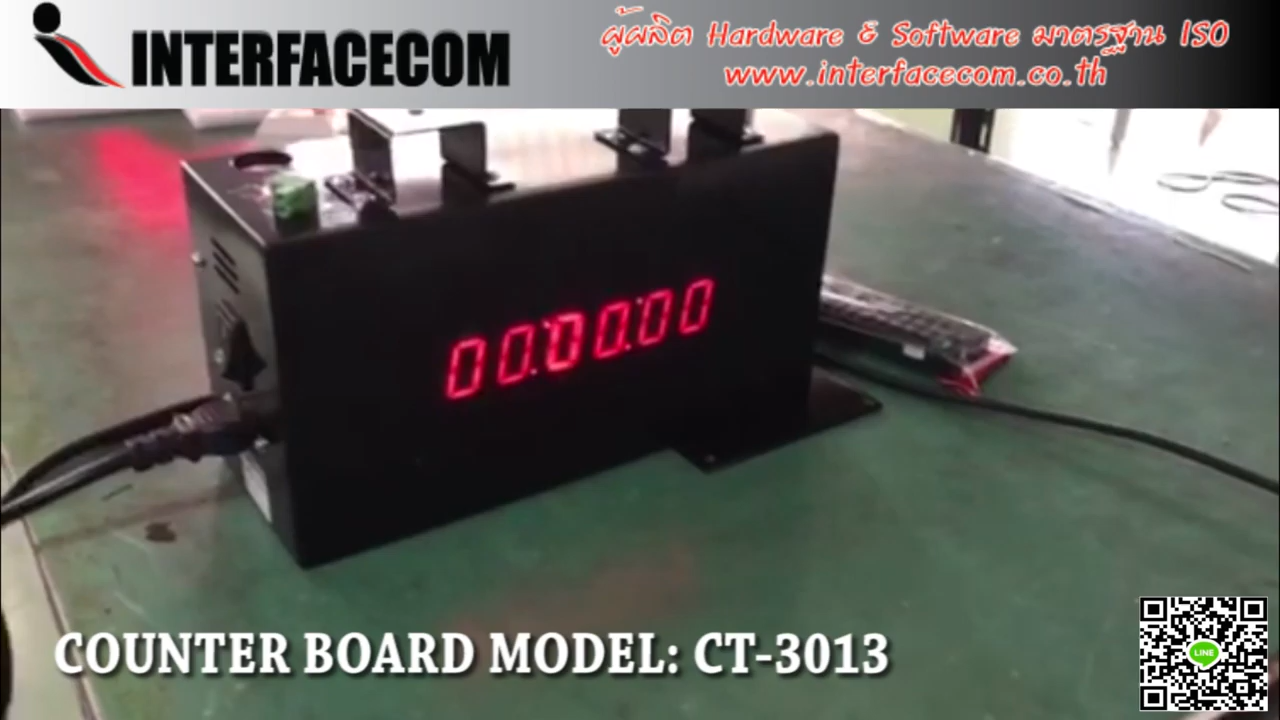 INTERFACECOM
ผู้ผลิต Hardware & Software มาตรฐาน ISO
www.interfacecom.co.th
00:00:00
COUNTER BOARD MODEL: CT-3013
LINE